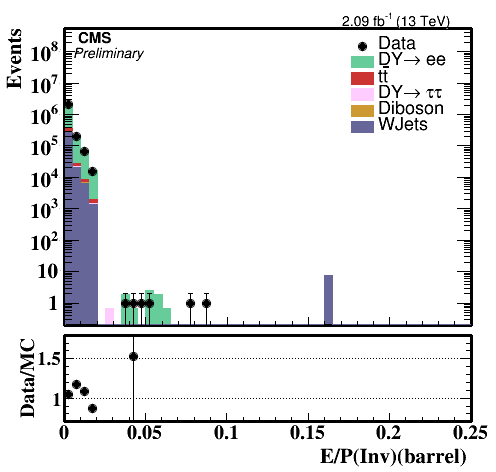 2.09 fb⁻¹ (13 TeV)
CMS
Preliminary
Events
10⁸
10⁷
10⁶
10⁵
10⁴
10³
10²
10
1
Data
DY→ ee
tt̄
DY→ ττ
Diboson
WJets
Data/MC
1.5
1
0 0.05 0.1 0.15 0.2 0.25
E/P(Inv)(barrel)